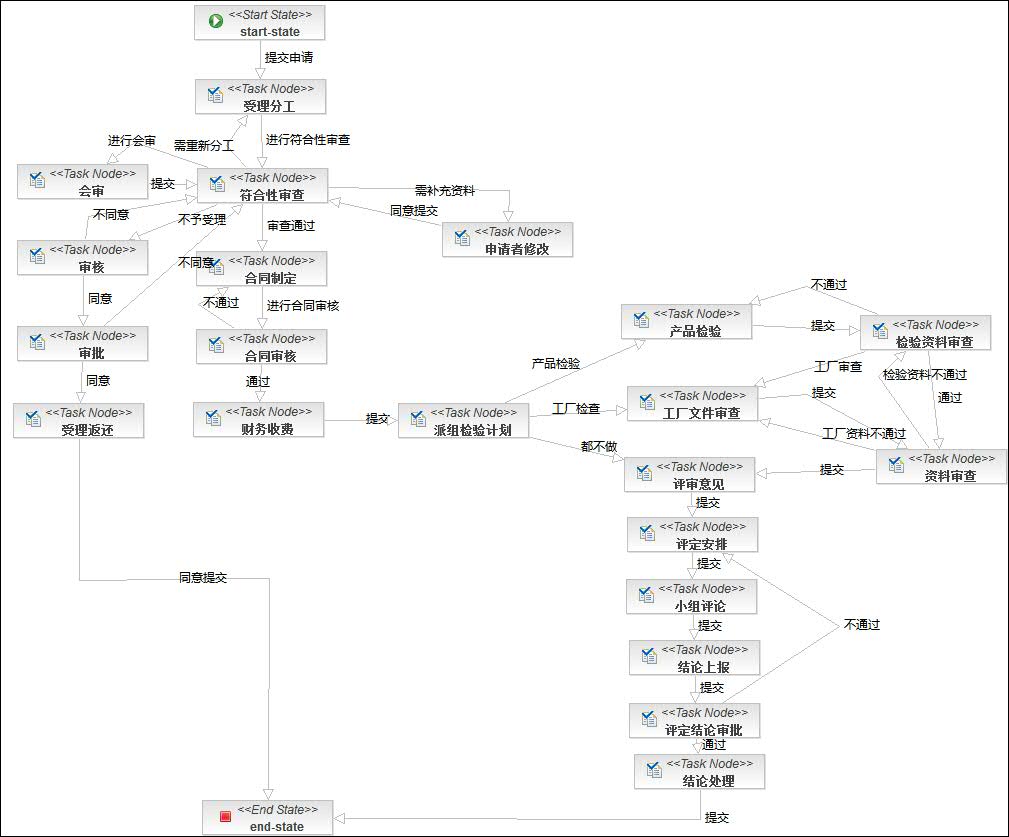 <<Start State>>
start-state
提交申请
<<Task Node>>
受理分工
进行会审
需重新分工
进行符合性审查
<<Task Node>>
会审
提交
<<Task Node>>
符合性审查
需补充资料
不同意
不予受理
审查通过
同意提交
<<Task Node>>
申请者修改
<<Task Node>>
审核
不同意
<<Task Node>>
合同制定
同意
不通过
进行合同审核
不通过
<<Task Node>>
产品检验
提交
<<Task Node>>
检验资料审查
<<Task Node>>
审批
<<Task Node>>
合同审核
产品检验
工厂审查
检验资料不通过
同意
通过
<<Task Node>>
工厂文件审查
提交
通过
<<Task Node>>
受理返还
<<Task Node>>
财务收费
提交
<<Task Node>>
派组检验计划
工厂检查
工厂资料不通过
都不做
<<Task Node>>
评审意见
提交
<<Task Node>>
资料审查
提交
<<Task Node>>
评定安排
提交
同意提交
<<Task Node>>
小组评论
提交
不通过
<<Task Node>>
结论上报
提交
<<Task Node>>
评定结论审批
通过
<<Task Node>>
结论处理
提交
<<End State>>
end-state